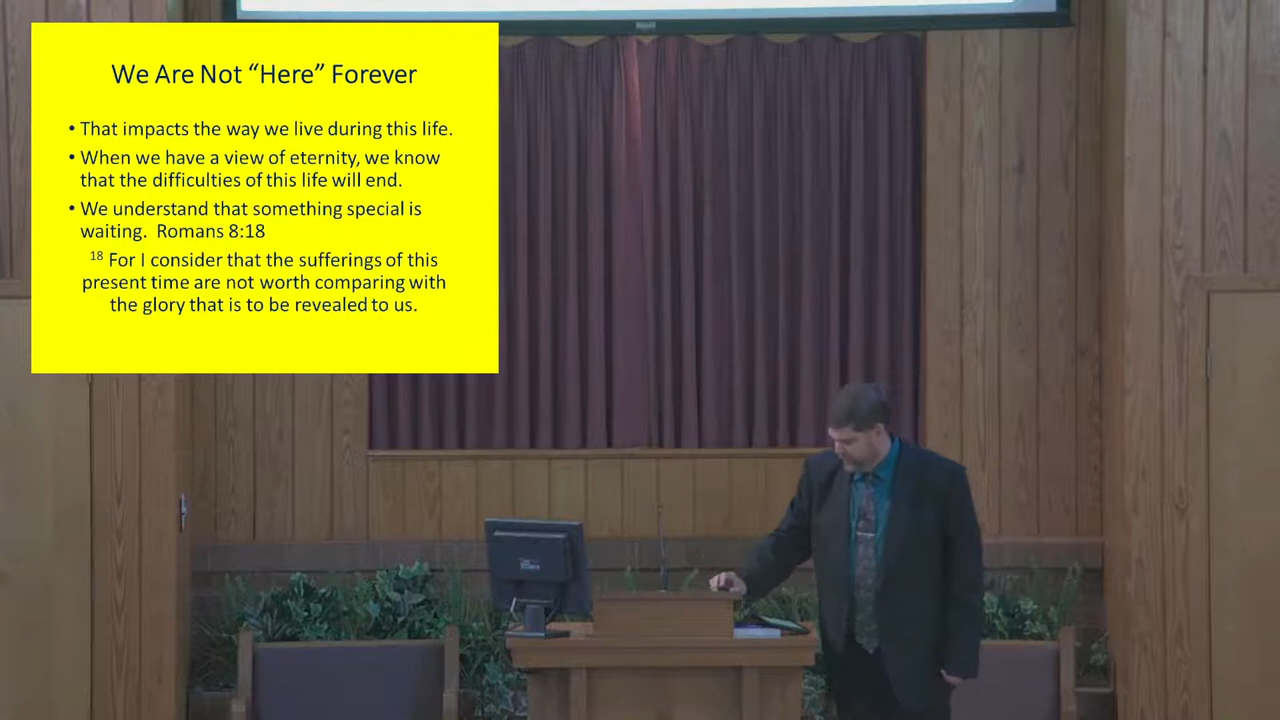 We Are Not “Here” Forever
• That impacts the way we live during this life.
• When we have a view of eternity, we know
that the difficulties of this life will end.
• We understand that something special is
waiting.  Romans 8:18
18 For I consider that the sufferings of this
present time are not worth comparing with
the glory that is to be revealed to us.